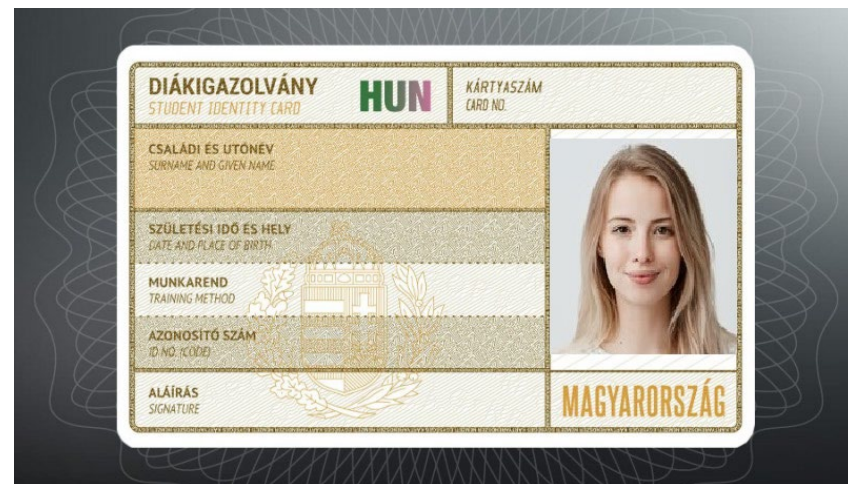 DIÁKIGAZOLVÁNY
STUDENT IDENTITY CARD
HUN
KÁRTYASZÁM
CARD NO.
CSALÁDI ÉS UTÓNÉV
SURNAME AND GIVEN NAME
SZÜLETÉSI IDŐ ÉS HELY
DATE AND PLACE OF BIRTH
MUNKAREND
TRAINING METHOD
AZONOSÍTÓ SZÁM
ID NO. (CODE)
ALÁÍRÁS
SIGNATURE
MAGYARORSZÁG